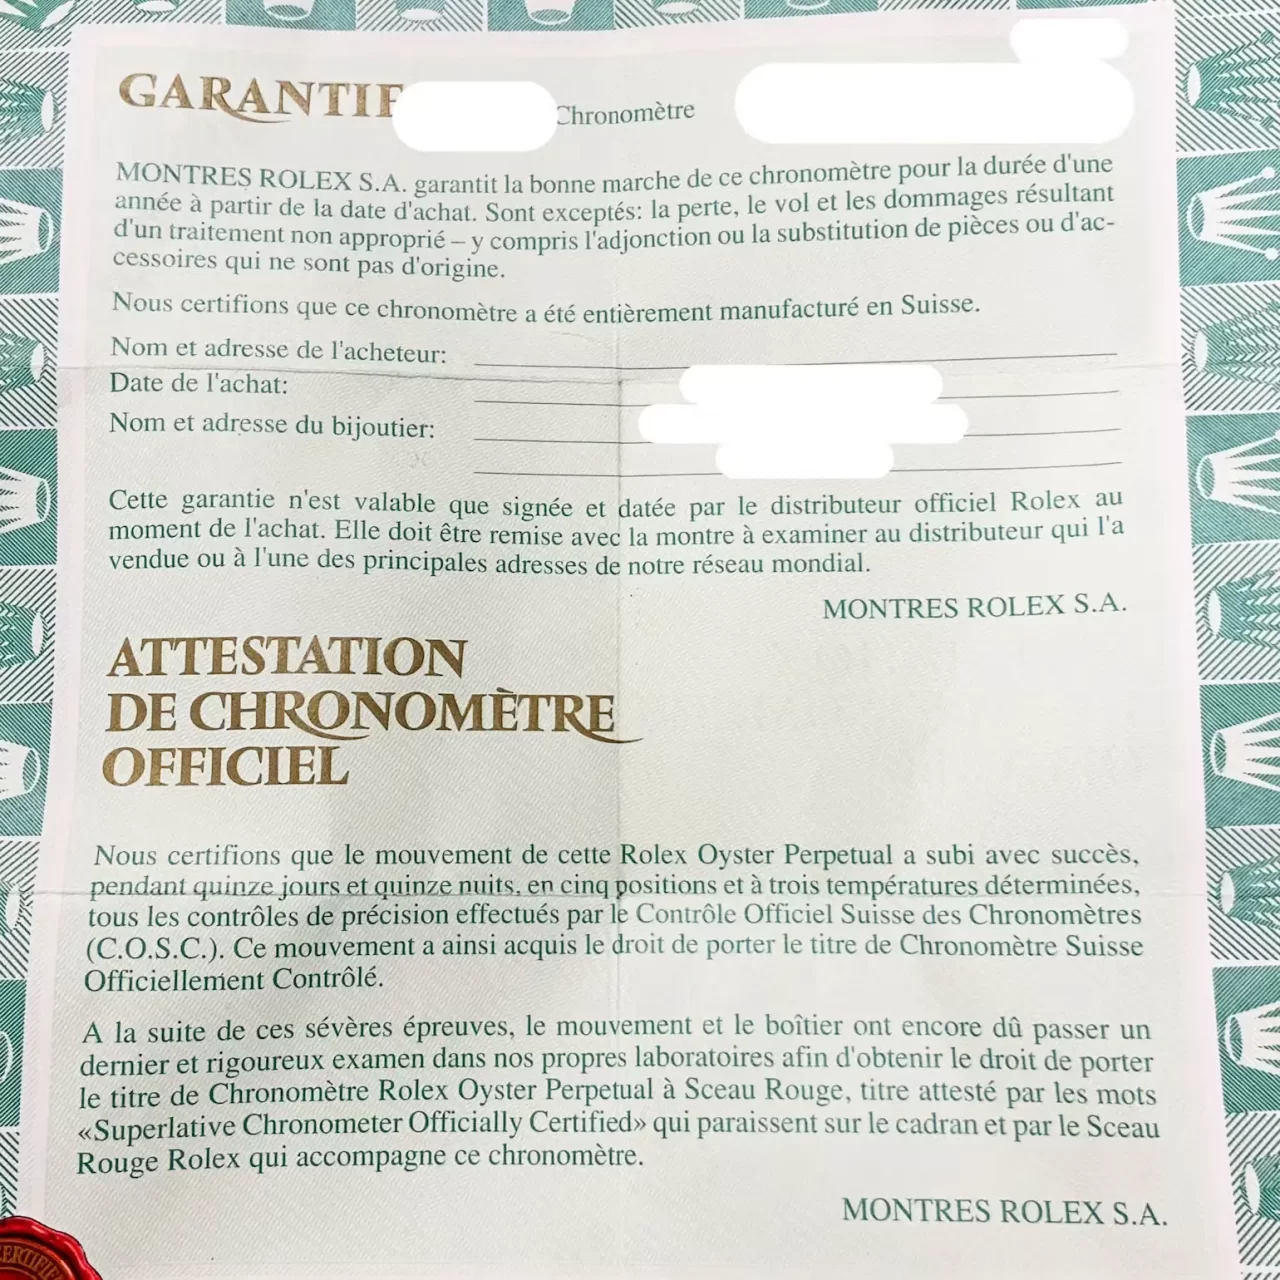 GARANTIE Chronomètre
MONTRES ROLEX S.A. garantit la bonne marche de ce chronomètre pour la durée d'une
année à partir de la date d'achat. Sont exceptés: la perte, le vol et les dommages résultant
d'un traitement non approprié – y compris l'adjonction ou la substitution de pièces ou d'ac-
cessoires qui ne sont pas d'origine.
Nous certifions que ce chronomètre a été entièrement manufacturé en Suisse.
Nom et adresse de l'acheteur:
Date de l'achat:
Nom et adresse du bijoutier:
Cette garantie n'est valable que signée et datée par le distributeur officiel Rolex au
moment de l'achat. Elle doit être remise avec la montre à examiner au distributeur qui l'a
vendue ou à l'une des principales adresses de notre réseau mondial.
MONTRES ROLEX S.A.
ATTESTATION
DE CHRONOMÈTRE
OFFICIEL
Nous certifions que le mouvement de cette Rolex Oyster Perpetual a subi avec succès,
pendant quinze jours et quinze nuits, en cinq positions et à trois températures déterminées,
tous les contrôles de précision effectués par le Contrôle Officiel Suisse des Chronomètres
(C.O.S.C.). Ce mouvement a ainsi acquis le droit de porter le titre de Chronomètre Suisse
Officiellement Contrôlé.
A la suite de ces sévères épreuves, le mouvement et le boîtier ont encore dû passer un
dernier et rigoureux examen dans nos propres laboratoires afin d'obtenir le droit de porter
le titre de Chronomètre Rolex Oyster Perpetual à Sceau Rouge, titre attesté par les mots
«Superlative Chronometer Officially Certified» qui paraissent sur le cadran et par le Sceau
Rouge Rolex qui accompagne ce chronomètre.
MONTRES ROLEX S.A.